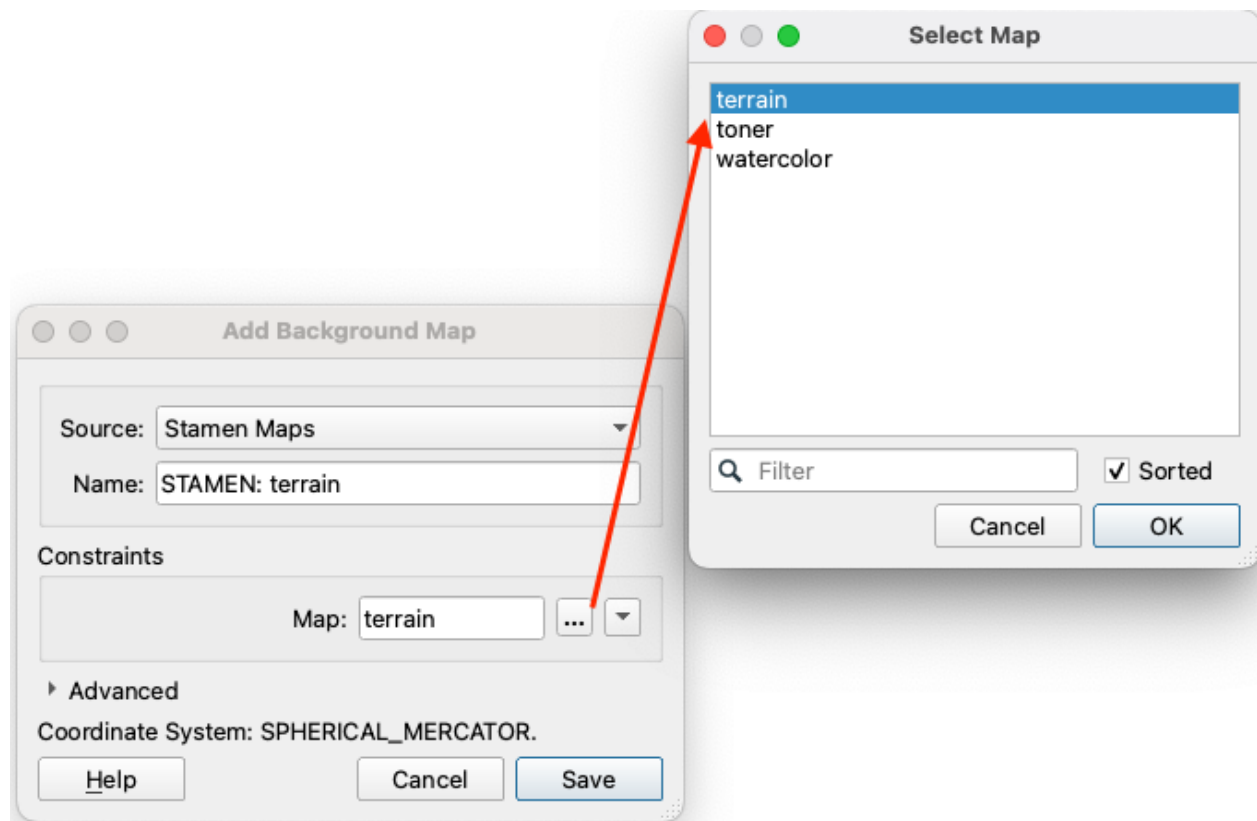 Select Map
terrain
toner
watercolor
Filter
Sorted
Cancel
OK
Add Background Map
Source: Stamen Maps
Name: STAMEN: terrain
Constraints
Map: terrain ...
Advanced
Coordinate System: SPHERICAL_MERCATOR.
Help
Cancel
Save